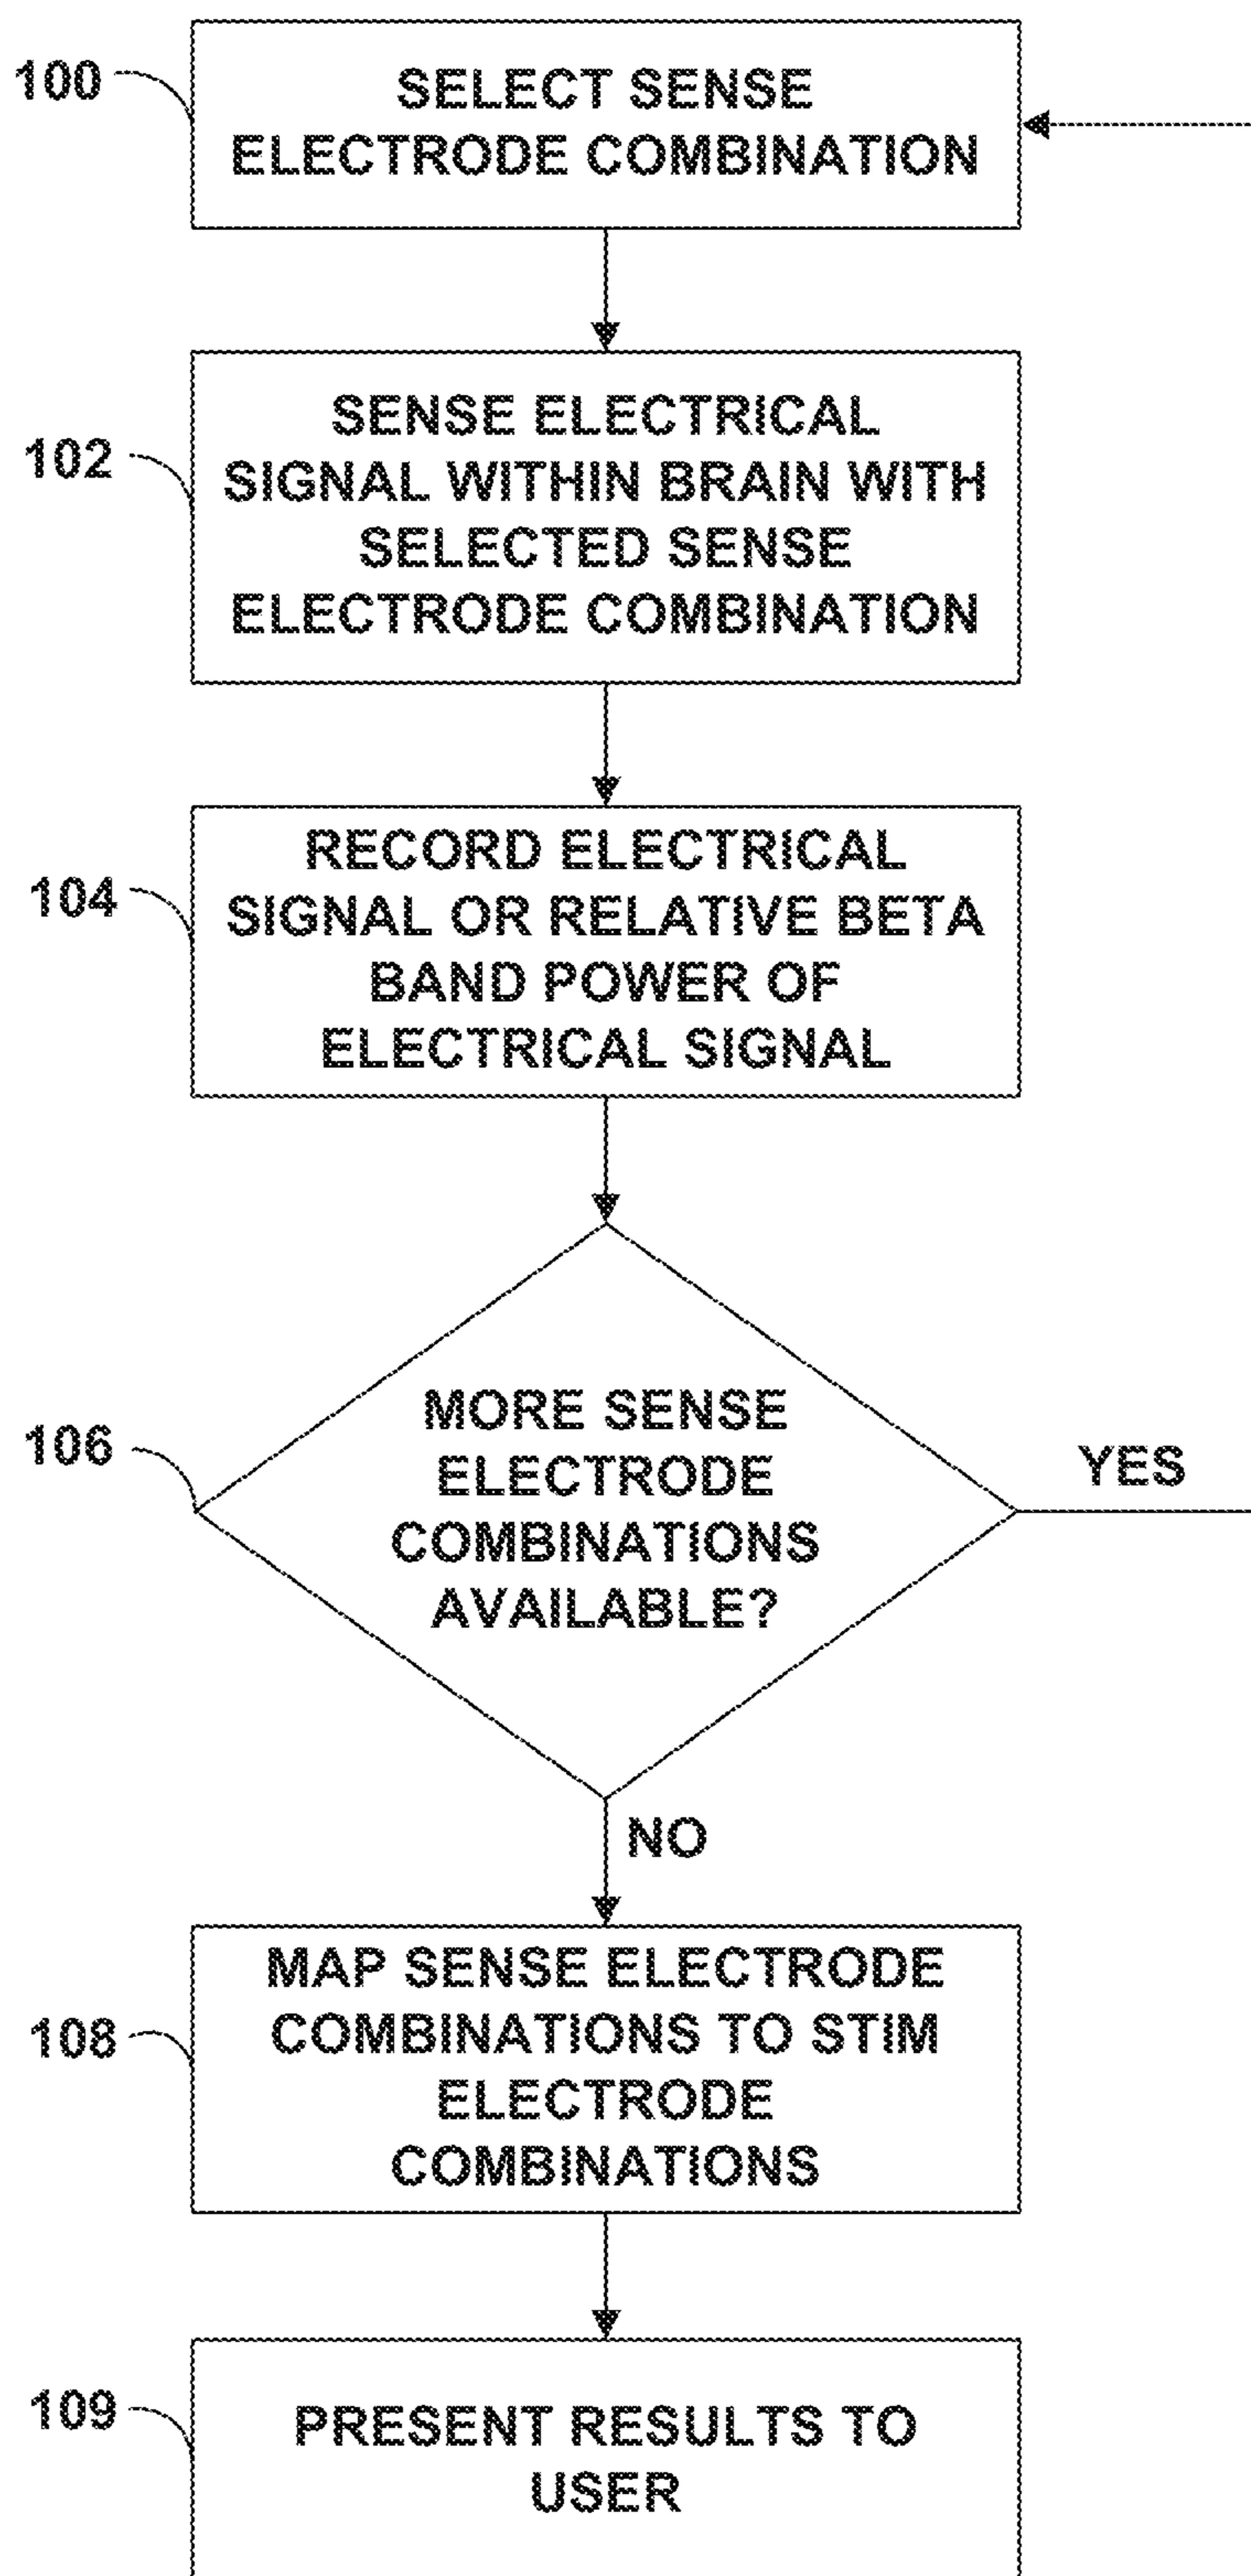 100
SELECT SENSE
ELECTRODE COMBINATION
102
SENSE ELECTRICAL
SIGNAL WITHIN BRAIN WITH
SELECTED SENSE
ELECTRODE COMBINATION
104
RECORD ELECTRICAL
SIGNAL OR RELATIVE BETA
BAND POWER OF
ELECTRICAL SIGNAL
106
MORE SENSE
ELECTRODE
COMBINATIONS
AVAILABLE?
YES
NO
108
MAP SENSE ELECTRODE
COMBINATIONS TO STIM
ELECTRODE
COMBINATIONS
109
PRESENT RESULTS TO
USER